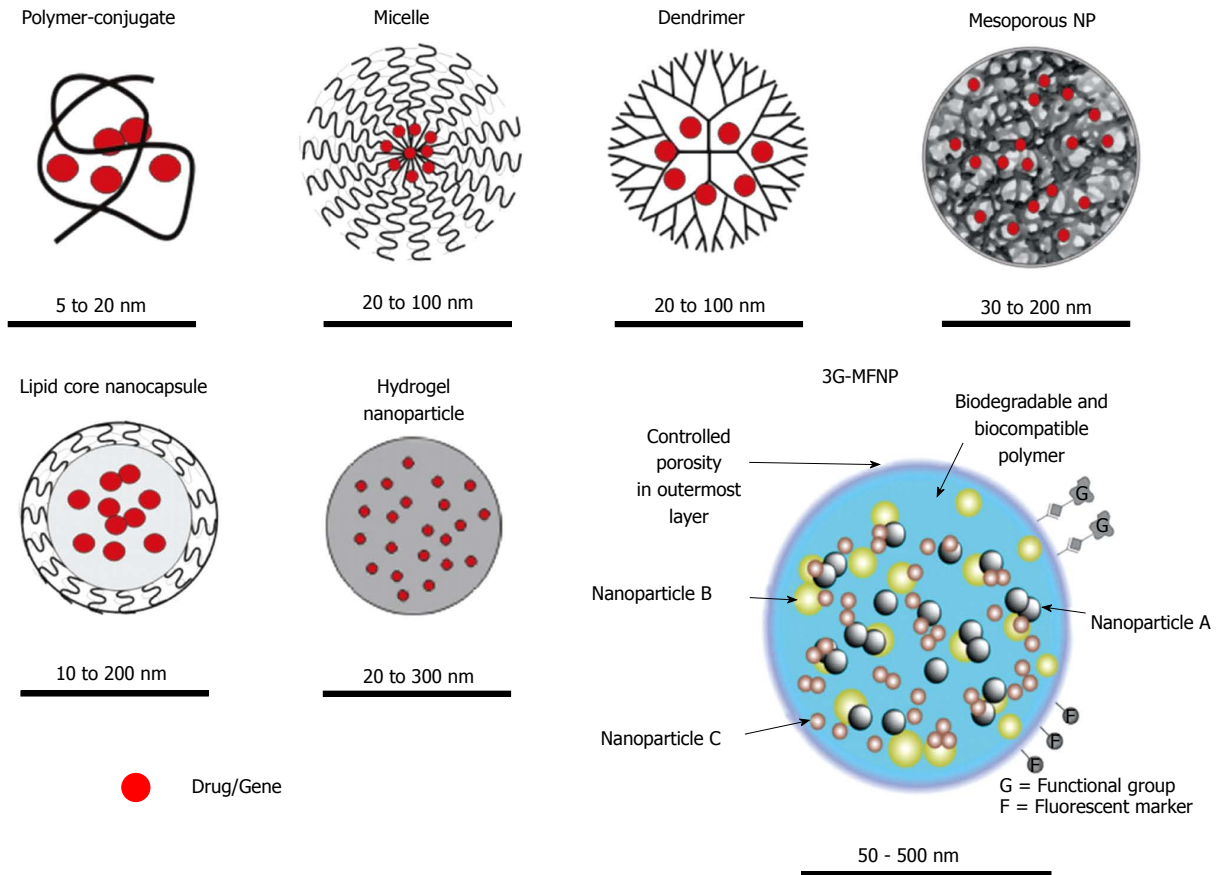 Polymer-conjugate
Micelle
Dendrimer
Mesoporous NP
5 to 20 nm
20 to 100 nm
20 to 100 nm
30 to 200 nm
Lipid core nanocapsule
Hydrogel
nanoparticle
10 to 200 nm
20 to 300 nm
Drug/Gene
3G-MFNP
Controlled
porosity
in outermost
layer
Biodegradable and
biocompatible
polymer
G
G
Nanoparticle B
Nanoparticle A
Nanoparticle C
F
F
F
G = Functional group
F = Fluorescent marker
50 - 500 nm